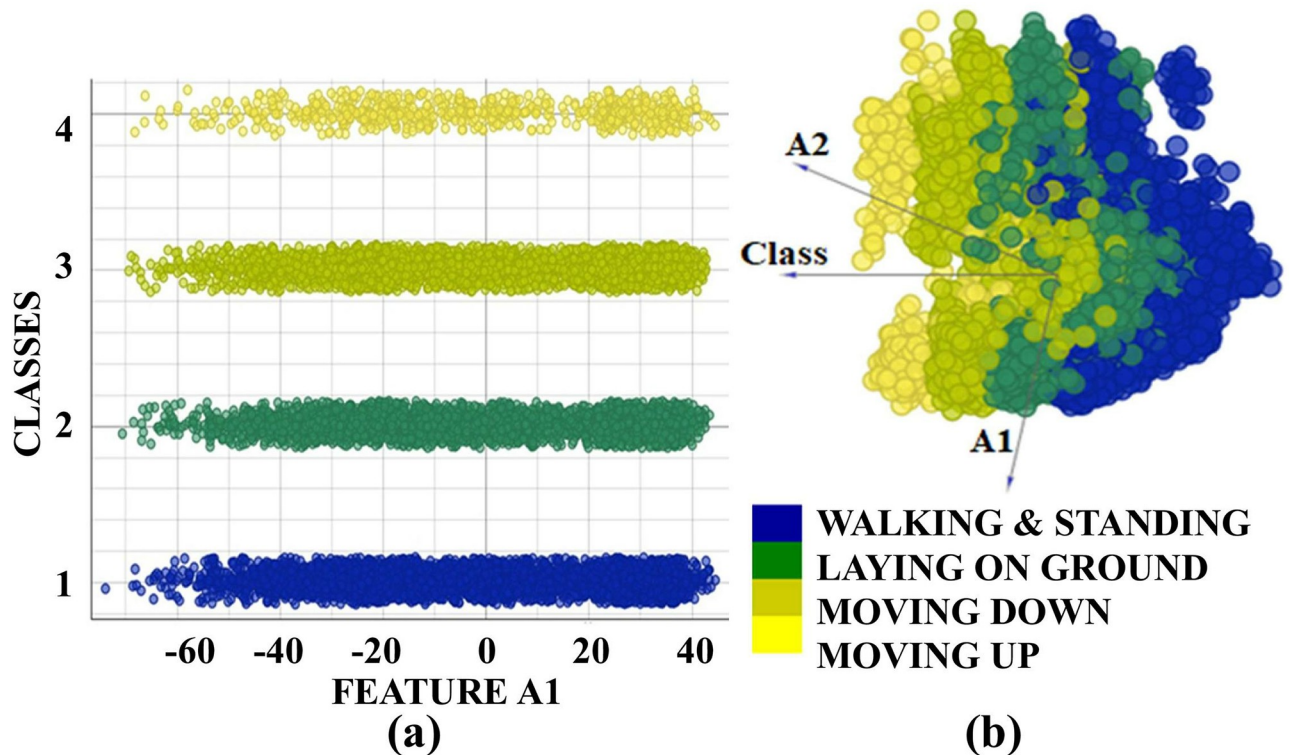 CLASSES
4
3
2
1
-60 -40 -20 0 20 40
FEATURE A1
(a)
A2
Class
A1
WALKING & STANDING
LAYING ON GROUND
MOVING DOWN
MOVING UP
(b)